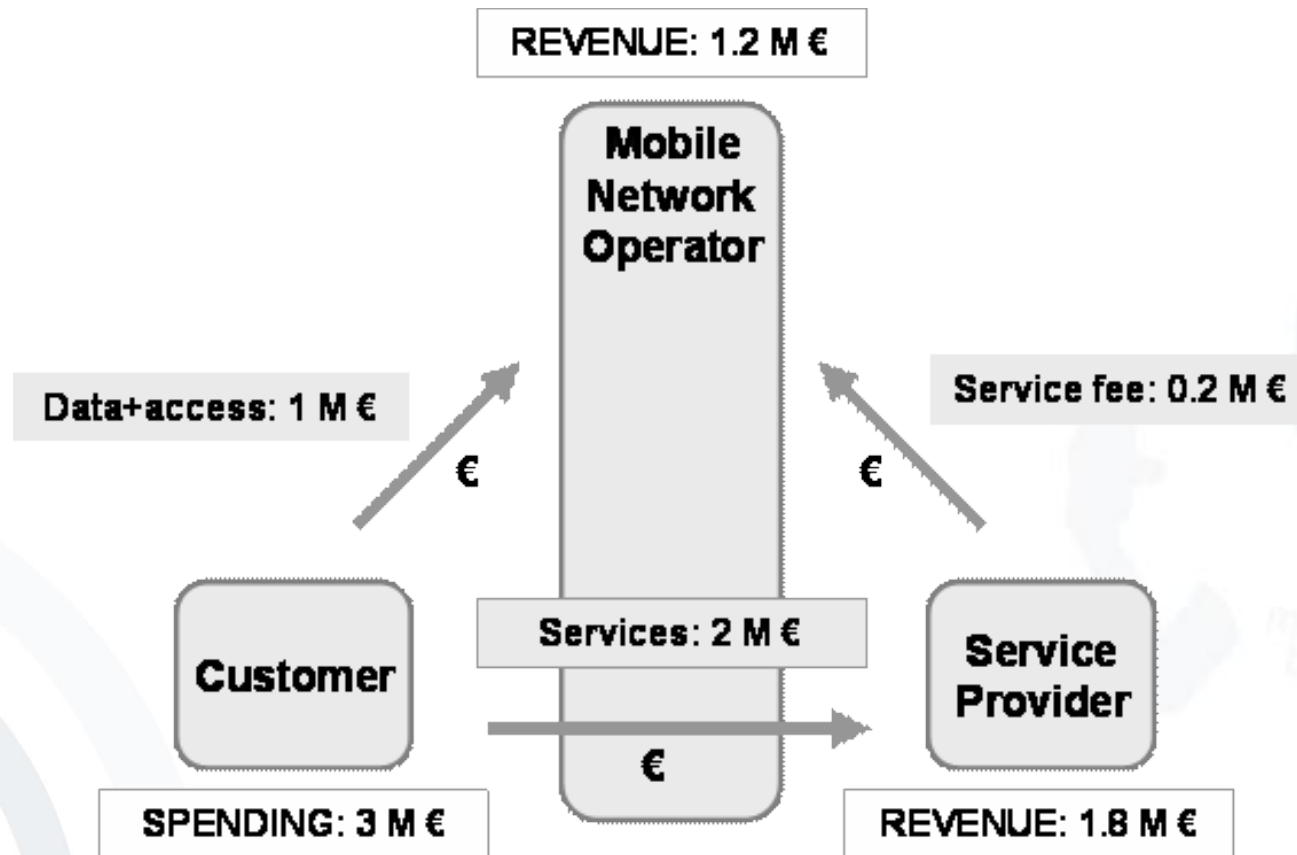 REVENUE: 1.2 M €
Mobile
Network
Operator
Data+access: 1 M €
Service fee: 0.2 M €
€
€
Services: 2 M €
Customer
Service
Provider
€
SPENDING: 3 M €
REVENUE: 1.8 M €